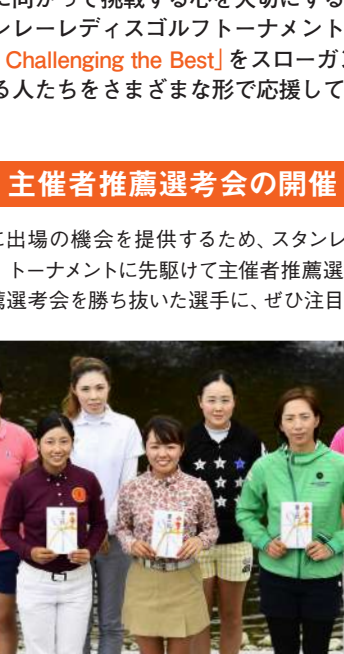 に向かって挑戦する心を大切にする
ンレーレディスゴルフトーナメント
Challenging the Best」をスローガン
る人たちをさまざまな形で応援して
主催者推薦選考会の開催
に出場の機会を提供するため、スタンレ
トーナメントに先駆けて主催者推薦選
薦選考会を勝ち抜いた選手に、ぜひ注目